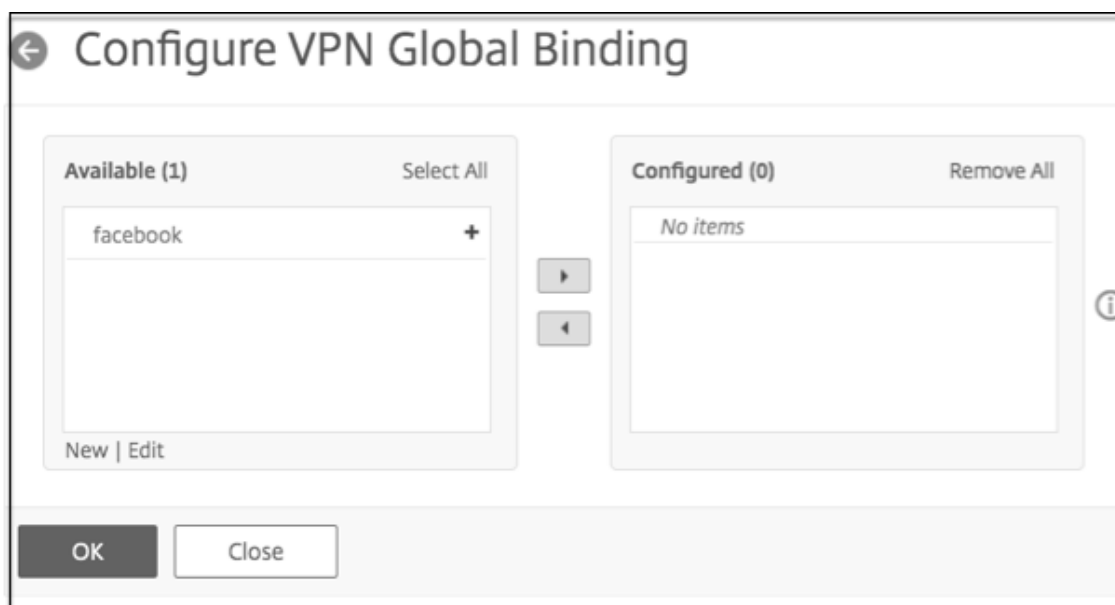 Configure VPN Global Binding
Available (1) Select All
facebook +
New | Edit
Configured (0) Remove All
No items
OK Close